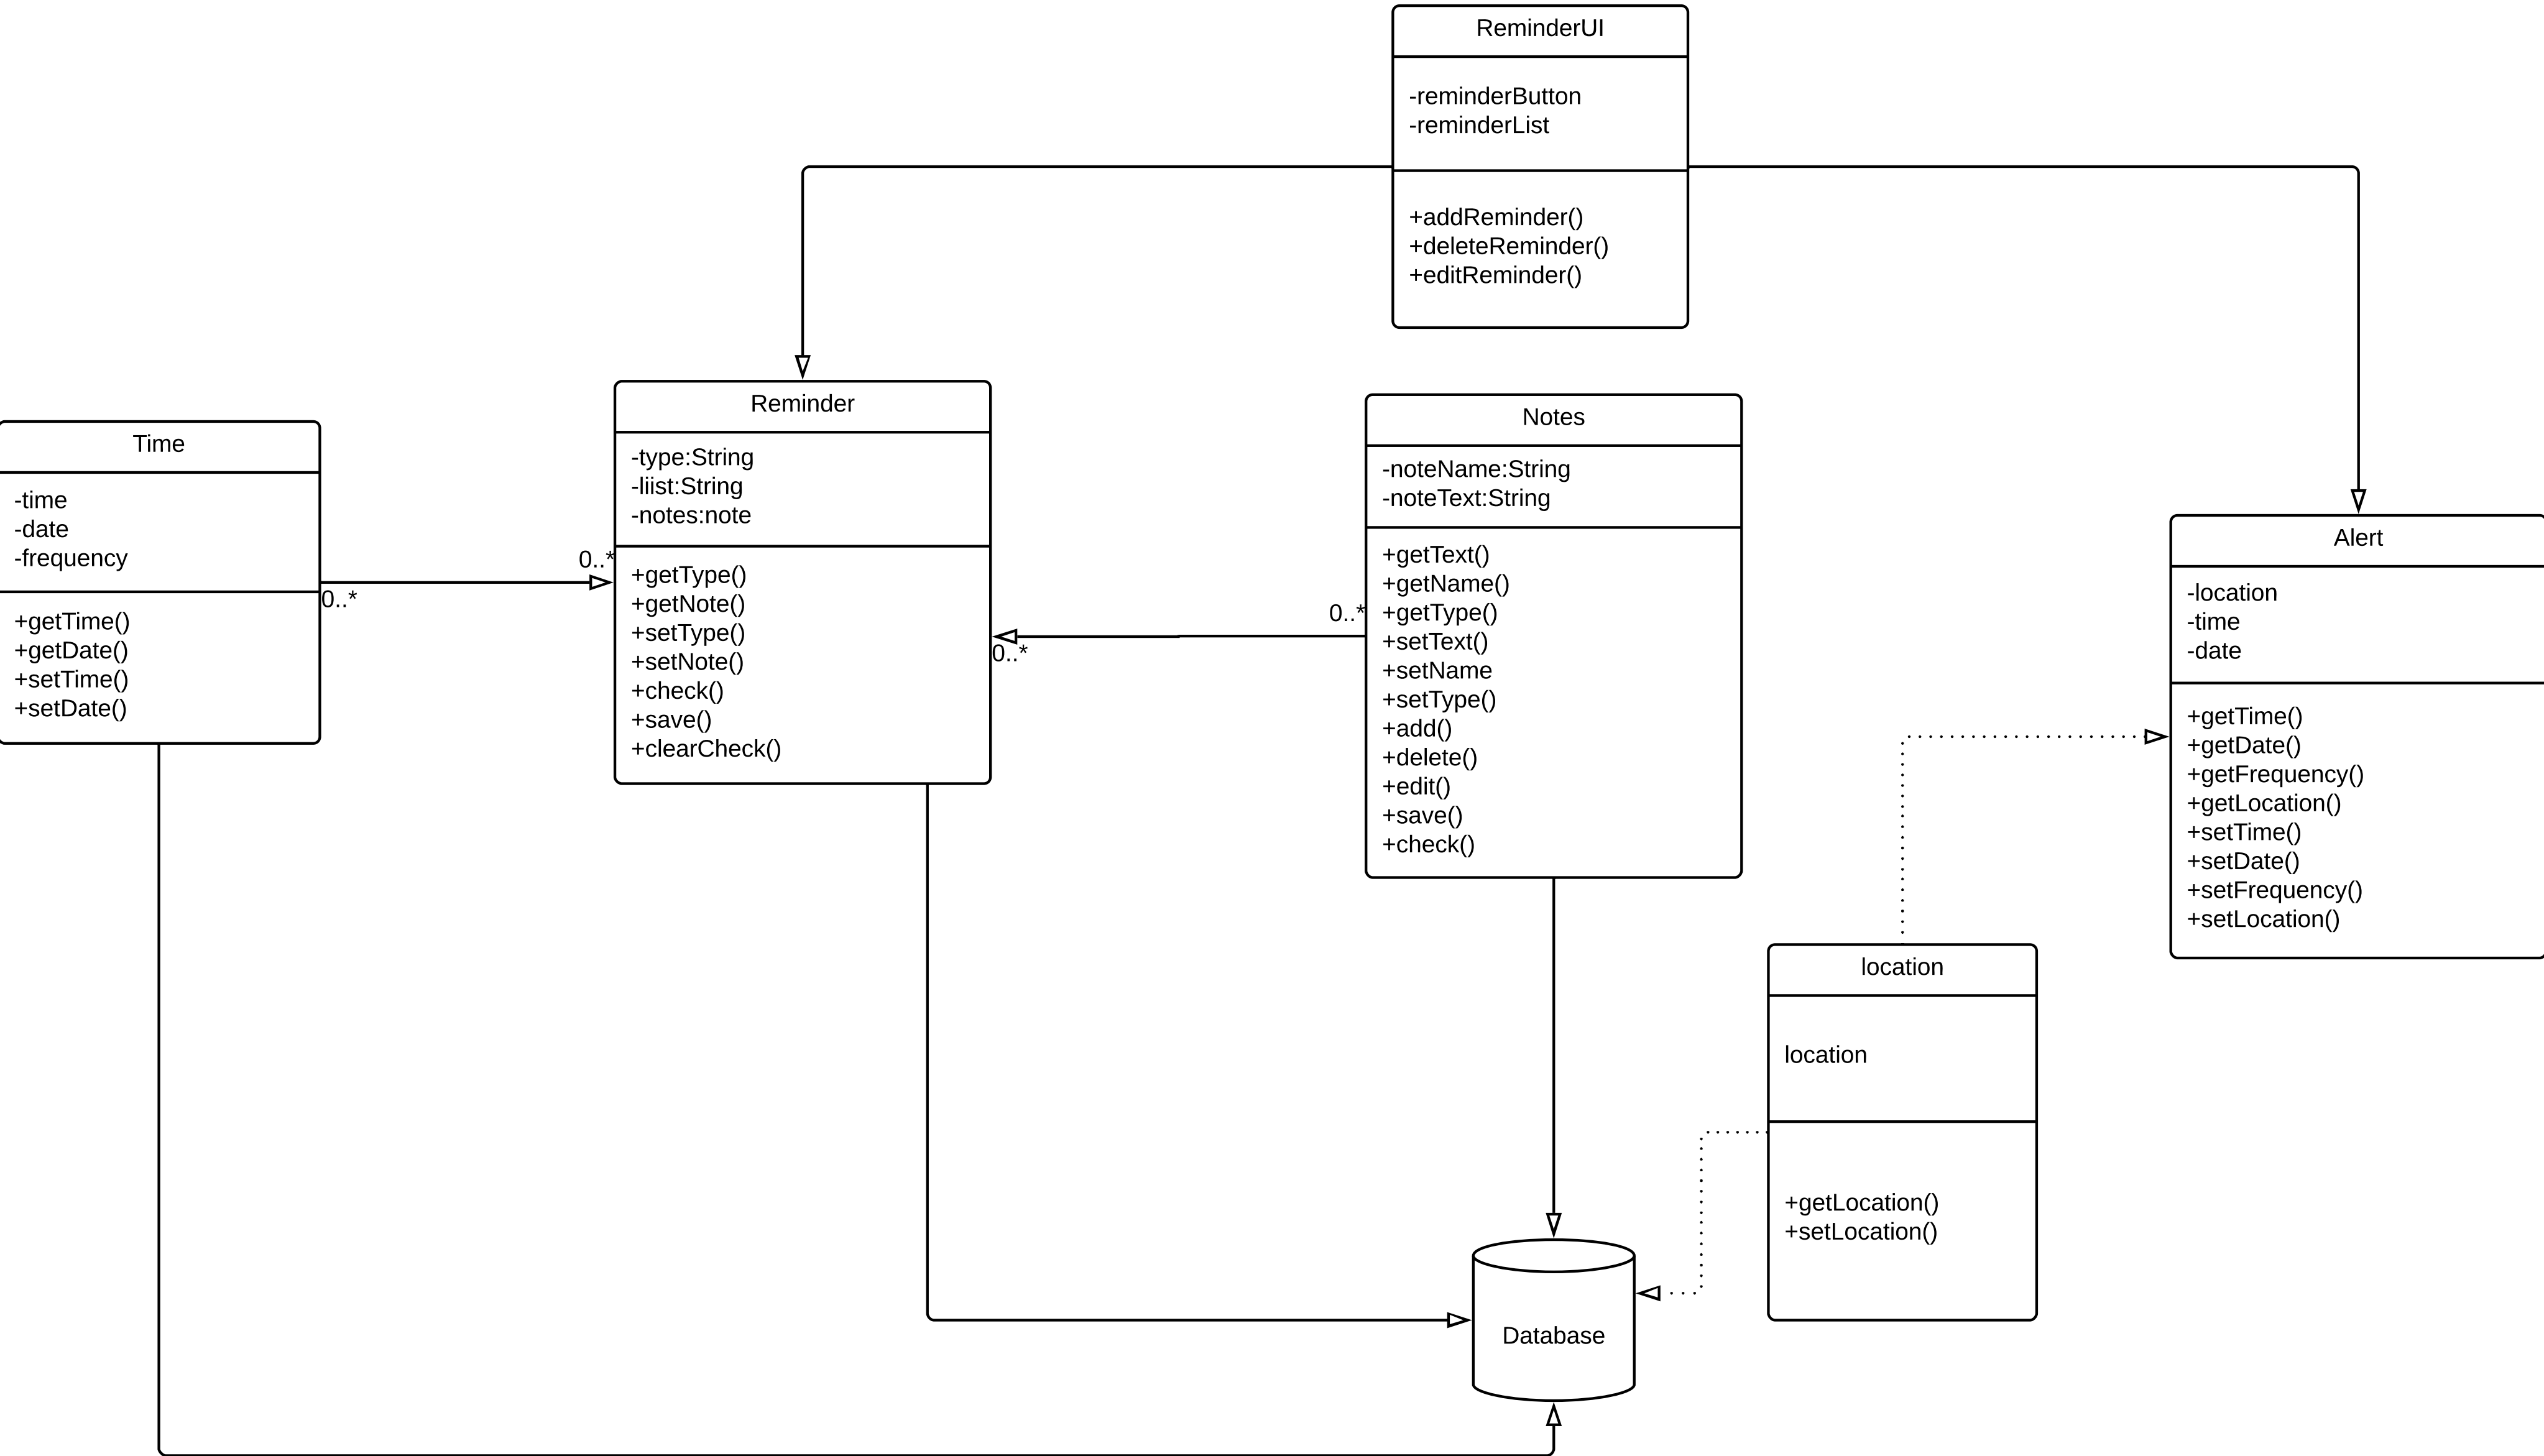 ReminderUI
-reminderButton
-reminderList
+addReminder()
+deleteReminder()
+editReminder()
Time
-time
-date
-frequency
+getTime()
+getDate()
+setTime()
+setDate()
0..*
0..*
Reminder
-type:String
-liist:String
-notes:note
+getType()
+getNote()
+setType()
+setNote()
+check()
+save()
+clearCheck()
0..*
0..*
Notes
-noteName:String
-noteText:String
+getText()
+getName()
+getType()
+setText()
+setName
+setType()
+add()
+delete()
+edit()
+save()
+check()
Alert
-location
-time
-date
+getTime()
+getDate()
+getFrequency()
+getLocation()
+setTime()
+setDate()
+setFrequency()
+setLocation()
location
location
+getLocation()
+setLocation()
Database